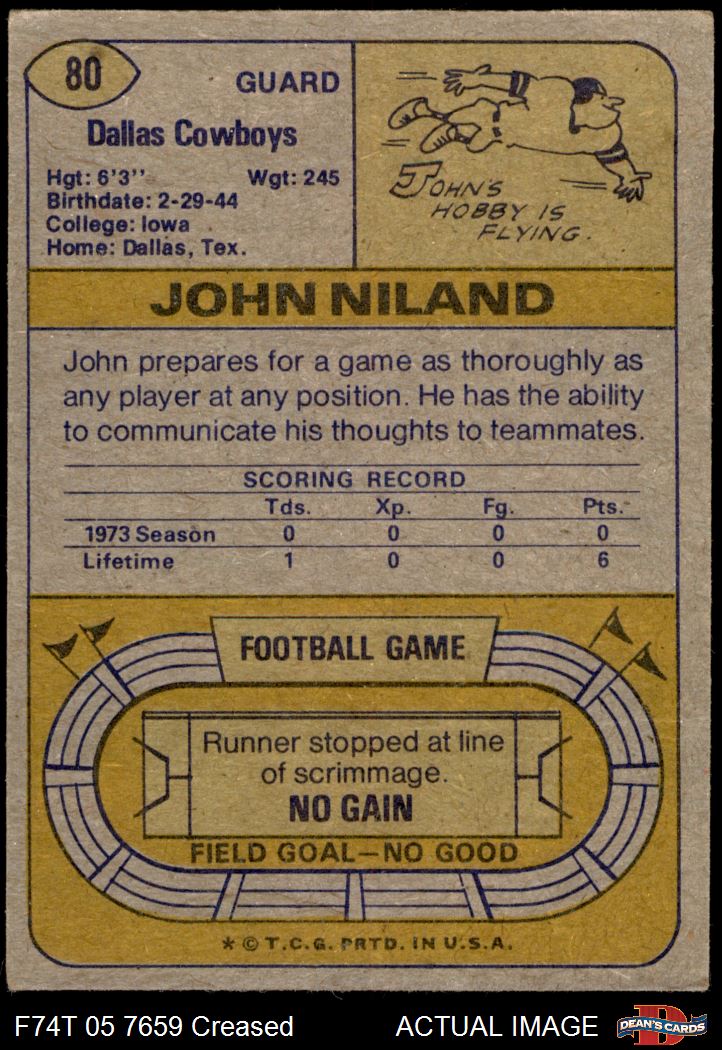 80
GUARD
Dallas Cowboys
Hgt: 6'3''
Wgt: 245
Birthdate: 2-29-44
College: Iowa
Home: Dallas, Tex.
JOHN'S
HOBBY IS
FLYING.
JOHN NILAND
John prepares for a game as thoroughly as
any player at any position. He has the ability
to communicate his thoughts to teammates.
SCORING RECORD
Tds. Xp. Fg. Pts.
1973 Season 0 0 0 0
Lifetime 1 0 0 6
FOOTBALL GAME
Runner stopped at line
of scrimmage.
NO GAIN
FIELD GOAL—NO GOOD
* © T.C.G. PRTD. IN U.S.A.
F74T 05 7659 Creased
ACTUAL IMAGE
D
DEAN'S CARDS